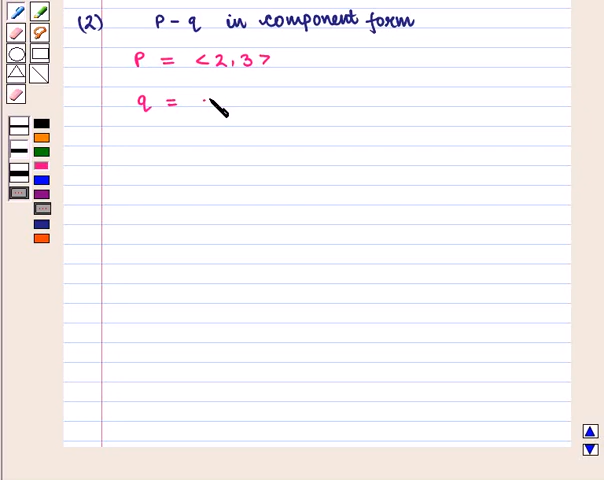 (2) P - q in component form
P = < 2, 3 >
q =